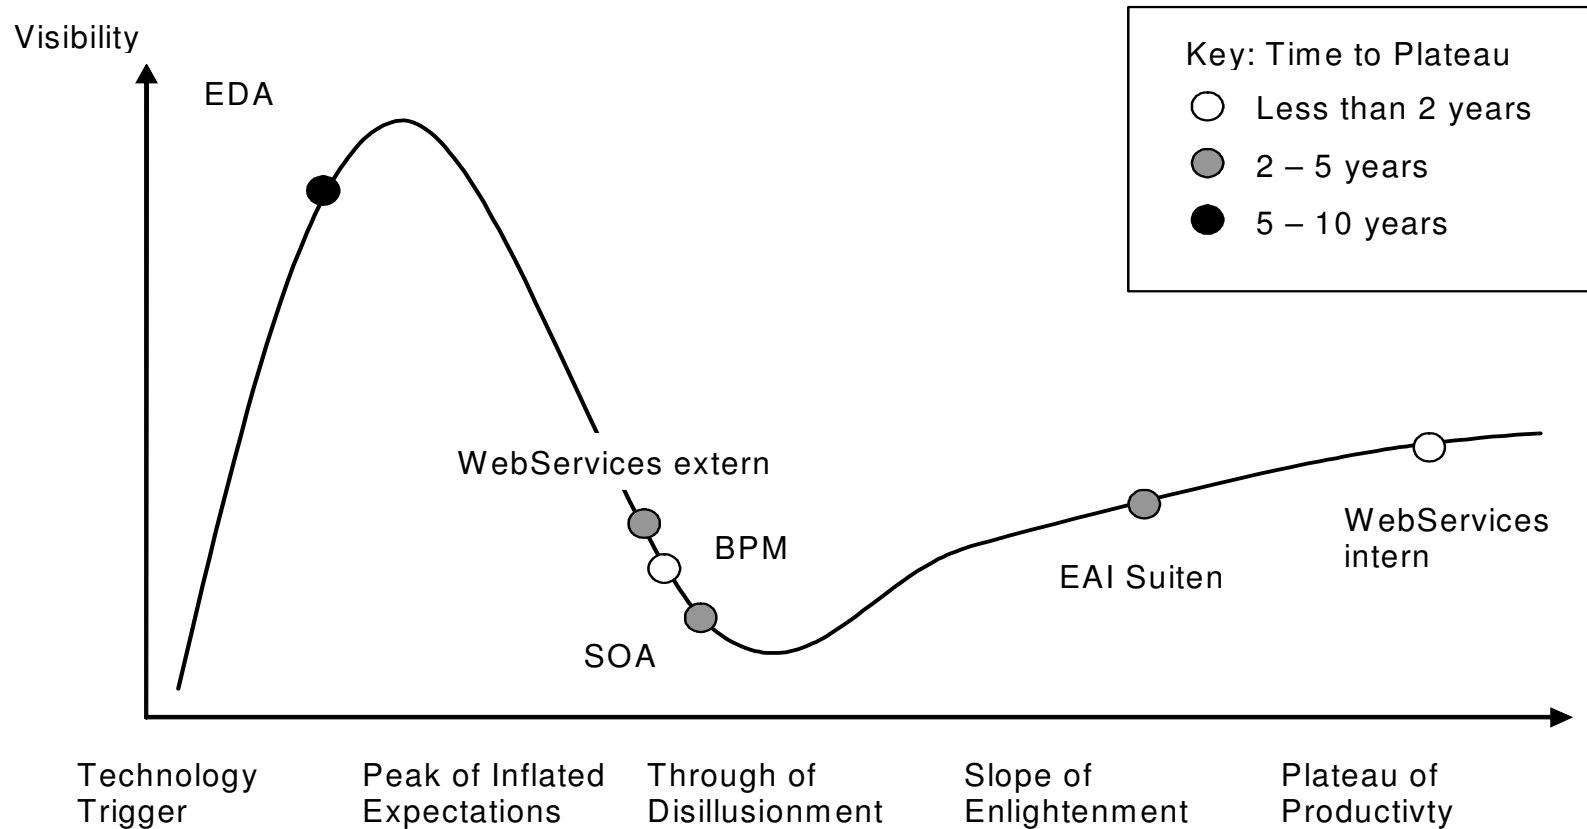 Visibility
EDA
Key: Time to Plateau
Less than 2 years
2 – 5 years
5 – 10 years
WebServices extern
BPM
SOA
EAI Suiten
WebServices
intern
Technology
Trigger
Peak of Inflated
Expectations
Through of
Disillusionment
Slope of
Enlightenment
Plateau of
Productivty